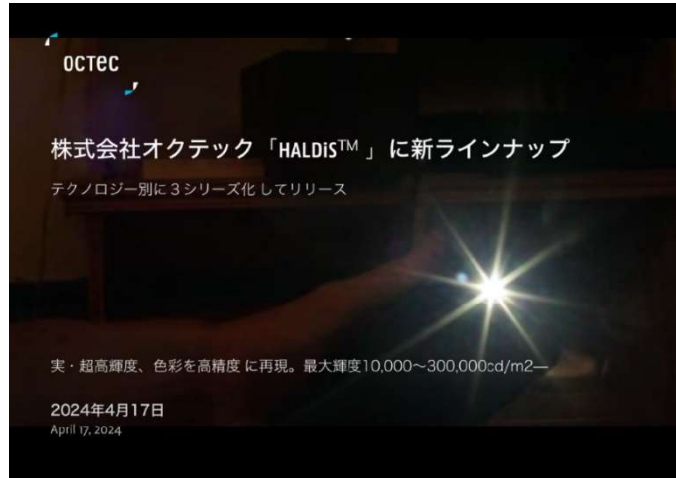 OCTEC
株式会社オクテック「HALDiS™ 」に新ラインナップ
テクノロジー別に３シリーズ化 してリリース
実・超高輝度、色彩を高精度 に再現。最大輝度10,000～300,000cd/m2—
2024年4月17日
April 17, 2024